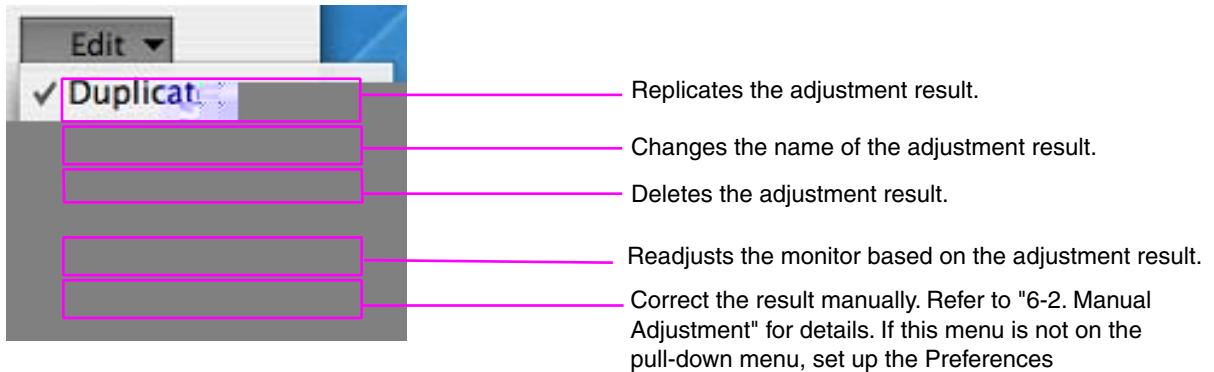 Edit
✓ Duplicat
Replicates the adjustment result.
Changes the name of the adjustment result.
Deletes the adjustment result.
Readjusts the monitor based on the adjustment result.
Correct the result manually. Refer to "6-2. Manual
Adjustment" for details. If this menu is not on the
pull-down menu, set up the Preferences